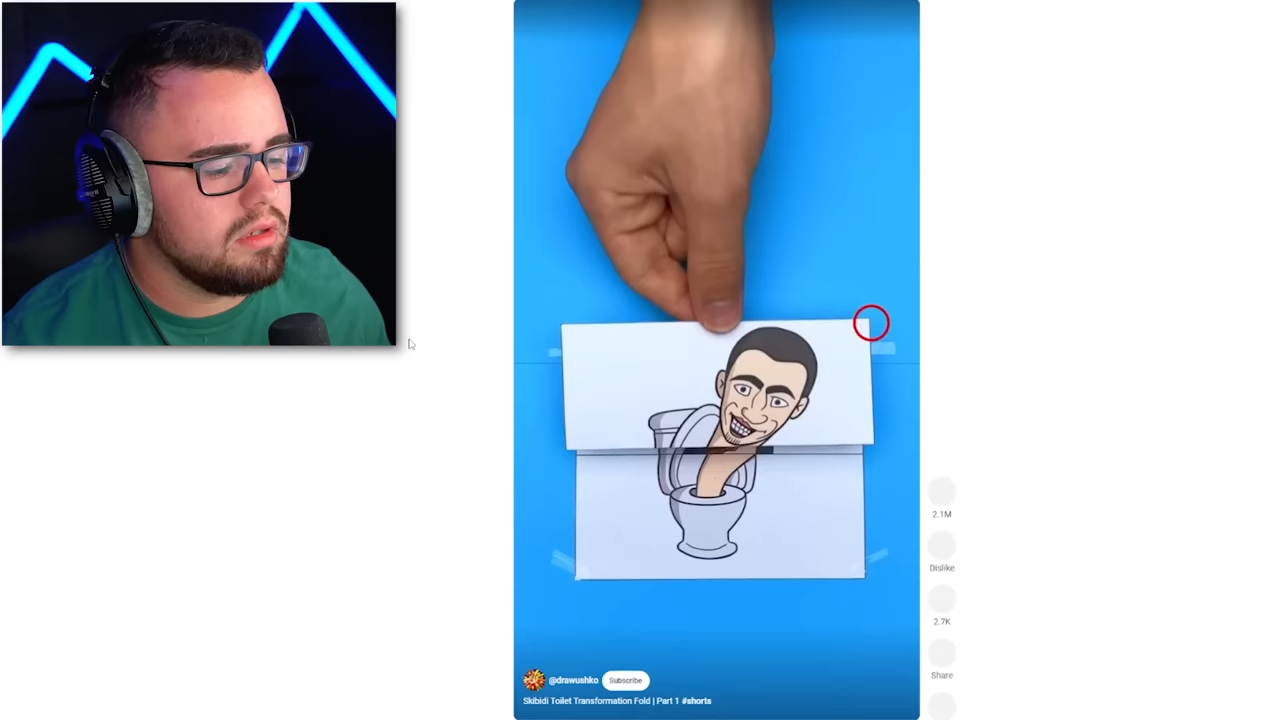 2.1M
Dislike
2.7K
Share
@drawushko Subscribe
Skibidi Toilet Transformation Fold | Part 1 #shorts